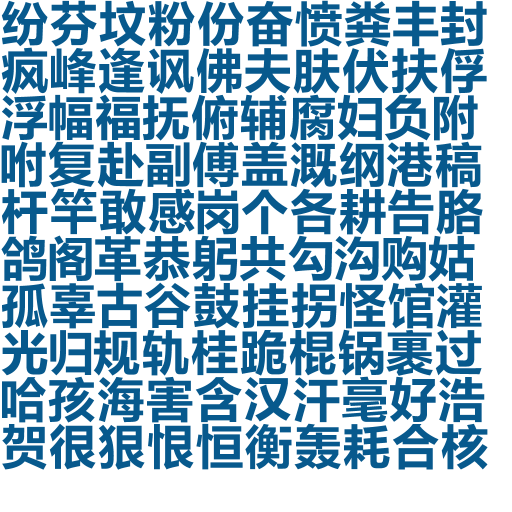 纷芬坟粉份奋愤粪丰封
疯峰逢讽佛夫肤伏扶俘
浮幅福抚俯辅腐妇负附
咐复赴副傅盖溉纲港稿
杆竿敢感岗个各耕告胳
鸽阁革恭躬共勾沟购姑
孤辜古谷鼓挂拐怪馆灌
光归规轨桂跪棍锅裹过
哈孩海害含汉汗毫好浩
贺很狠恨恒衡轰耗合核